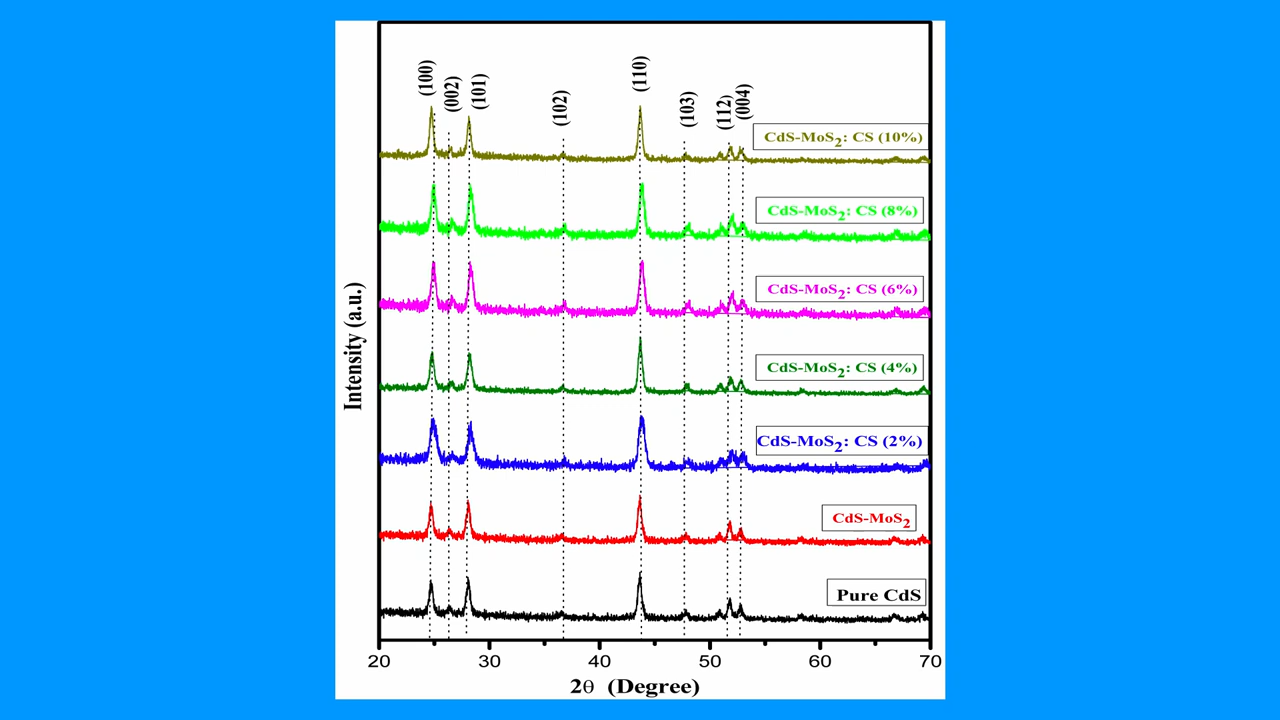 (100)
(002)
(101)
(102)
(110)
(103)
(112)
(004)
CdS-MoS₂: CS (10%)
CdS-MoS₂: CS (8%)
CdS-MoS₂: CS (6%)
CdS-MoS₂: CS (4%)
CdS-MoS₂: CS (2%)
CdS-MoS₂
Pure CdS
Intensity (a.u.)
20 30 40 50 60 70
2θ (Degree)